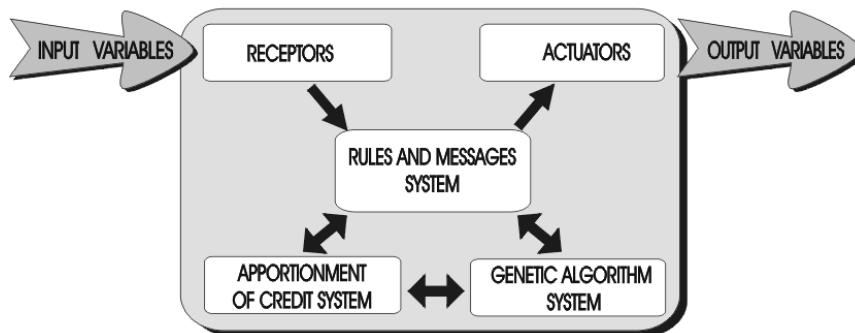 INPUT VARIABLES
RECEPTORS
ACTUATORS
OUTPUT VARIABLES
RULES AND MESSAGES
SYSTEM
APPORTIONMENT
OF CREDIT SYSTEM
GENETIC ALGORITHM
SYSTEM